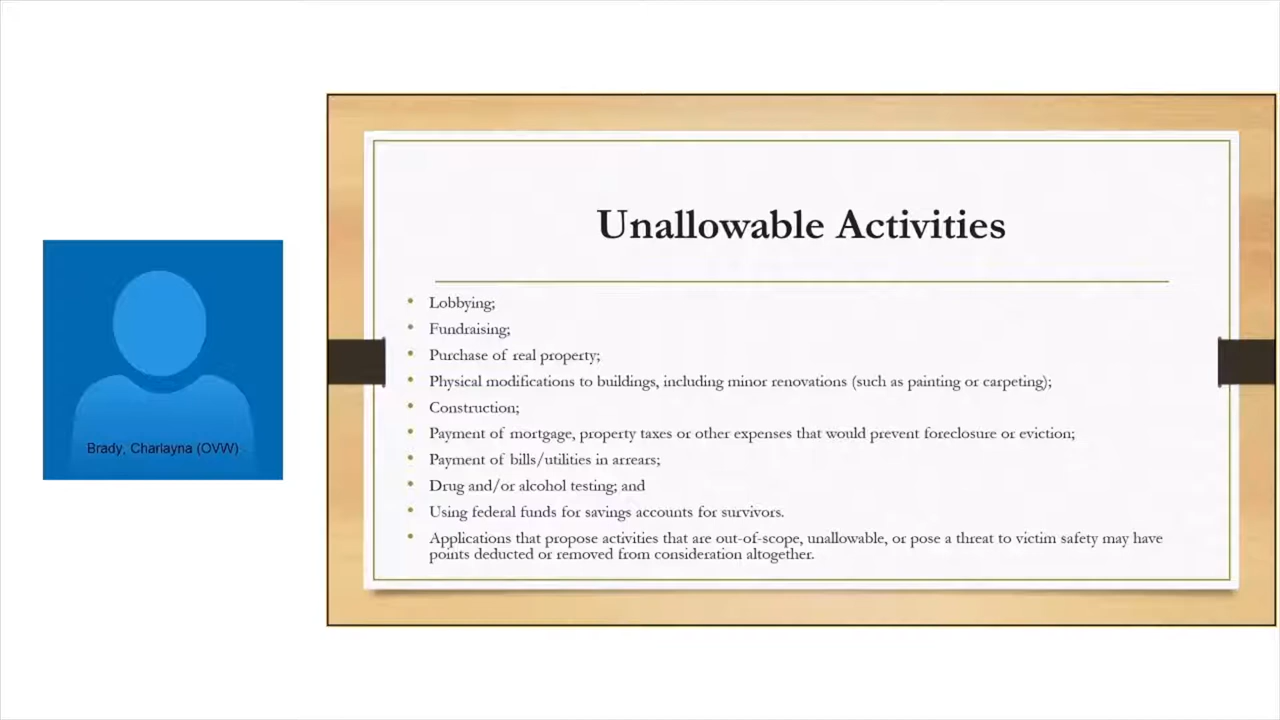 Brady, Charlayna (OVW)
Unallowable Activities
• Lobbying;
• Fundraising;
• Purchase of real property;
• Physical modifications to buildings, including minor renovations (such as painting or carpeting);
• Construction;
• Payment of mortgage, property taxes or other expenses that would prevent foreclosure or eviction;
• Payment of bills/utilities in arrears;
• Drug and/or alcohol testing; and
• Using federal funds for savings accounts for survivors.
• Applications that propose activities that are out-of-scope, unallowable, or pose a threat to victim safety may have
points deducted or removed from consideration altogether.